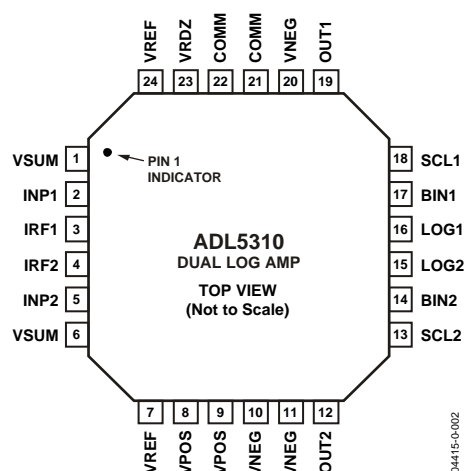 VREF
VRDZ
COMM
COMM
VNEG
OUT1
24
23
22
21
20
19
VSUM 1
INP1 2
IRF1 3
IRF2 4
INP2 5
VSUM 6
PIN 1
INDICATOR
ADL5310
DUAL LOG AMP
TOP VIEW
(Not to Scale)
18 SCL1
17 BIN1
16 LOG1
15 LOG2
14 BIN2
13 SCL2
7
8
9
10
11
12
VREF
VPOS
VPOS
VNEG
VNEG
OUT2
04415-0-002